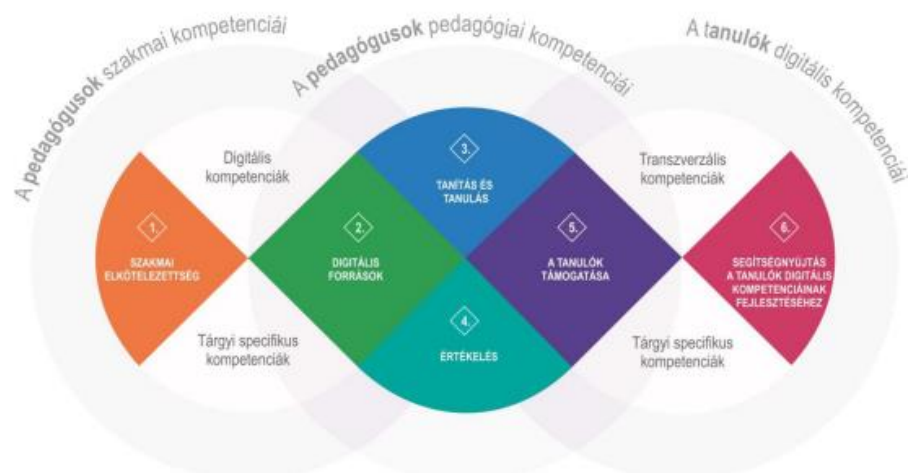 A pedagógusok szakmai kompetenciái
A pedagógusok pedagógiai kompetenciái
A tanulók digitális kompetenciái
Digitális
kompetenciák
3.
TANÍTÁS ÉS
TANULÁS
Transzverzális
kompetenciák
1.
SZAKMAI
ELKÖTELEZETTSÉG
2.
DIGITÁLIS
FORRÁSOK
5.
A TANULÓK
TÁMOGATÁSA
6.
SEGÍTSÉGNYÚJTÁS
A TANULÓK DIGITÁLIS
KOMPETENCIÁINAK
FEJLESZTÉSÉHEZ
Tárgyi specifikus
kompetenciák
4.
ÉRTÉKELÉS
Tárgyi specifikus
kompetenciák